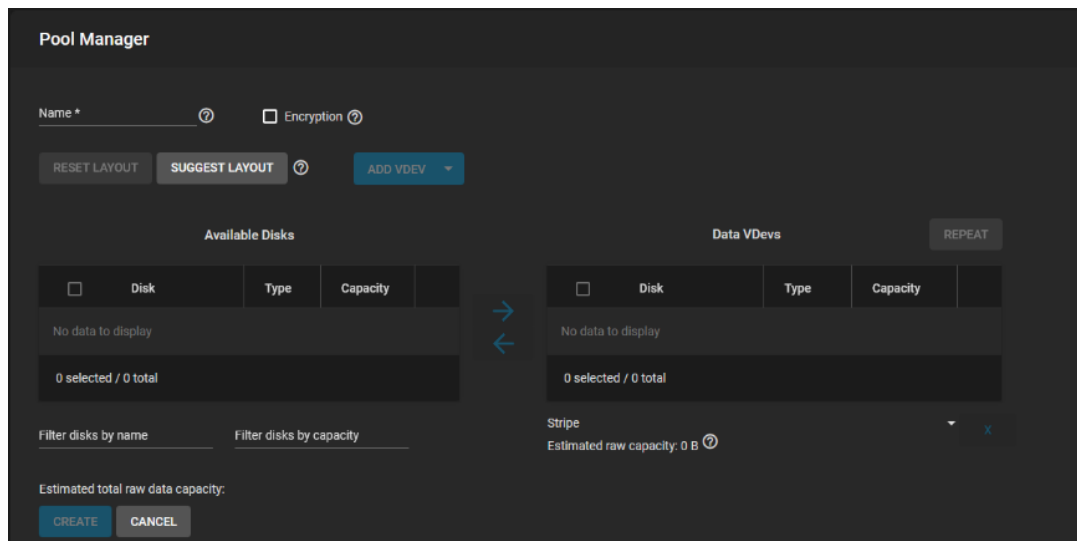 Pool Manager
Name *
Encryption
RESET LAYOUT SUGGEST LAYOUT ADD VDEV
Available Disks
Disk Type Capacity
No data to display
0 selected / 0 total
Filter disks by name Filter disks by capacity
Data VDevs REPEAT
Disk Type Capacity
No data to display
0 selected / 0 total
Stripe
X
Estimated raw capacity: 0 B
Estimated total raw data capacity:
CREATE CANCEL